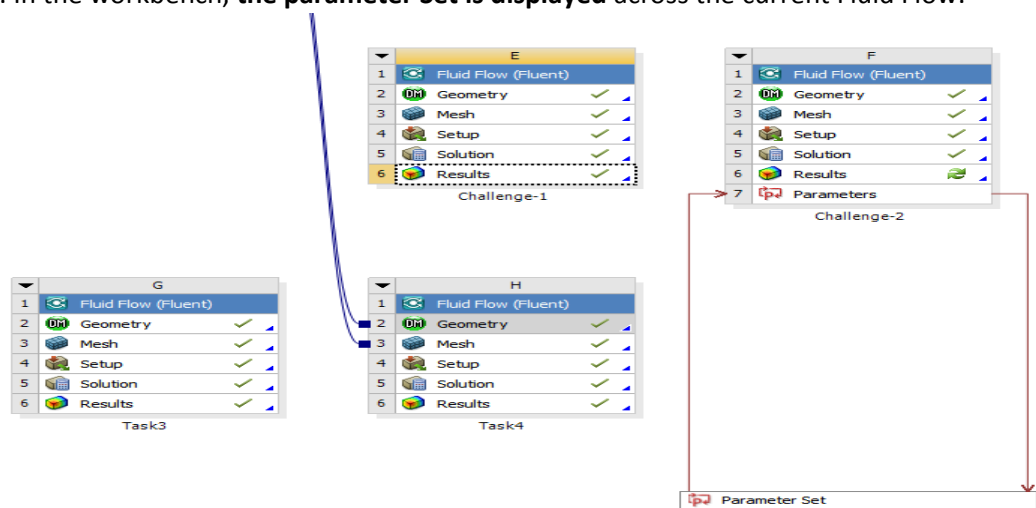 in the workbench, the parameter Set is displayed across the current Fluid Flow.
E
1 Fluid Flow (Fluent)
2 DM Geometry
3 Mesh
4 Setup
5 Solution
6 Results
Challenge-1
F
1 Fluid Flow (Fluent)
2 DM Geometry
3 Mesh
4 Setup
5 Solution
6 Results
7 Parameters
Challenge-2
G
1 Fluid Flow (Fluent)
2 DM Geometry
3 Mesh
4 Setup
5 Solution
6 Results
Task3
H
1 Fluid Flow (Fluent)
2 DM Geometry
3 Mesh
4 Setup
5 Solution
6 Results
Task4
Parameter Set